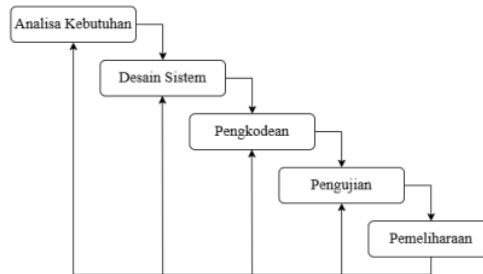 Analisa Kebutuhan
Desain Sistem
Pengkodean
Pengujian
Pemeliharaan